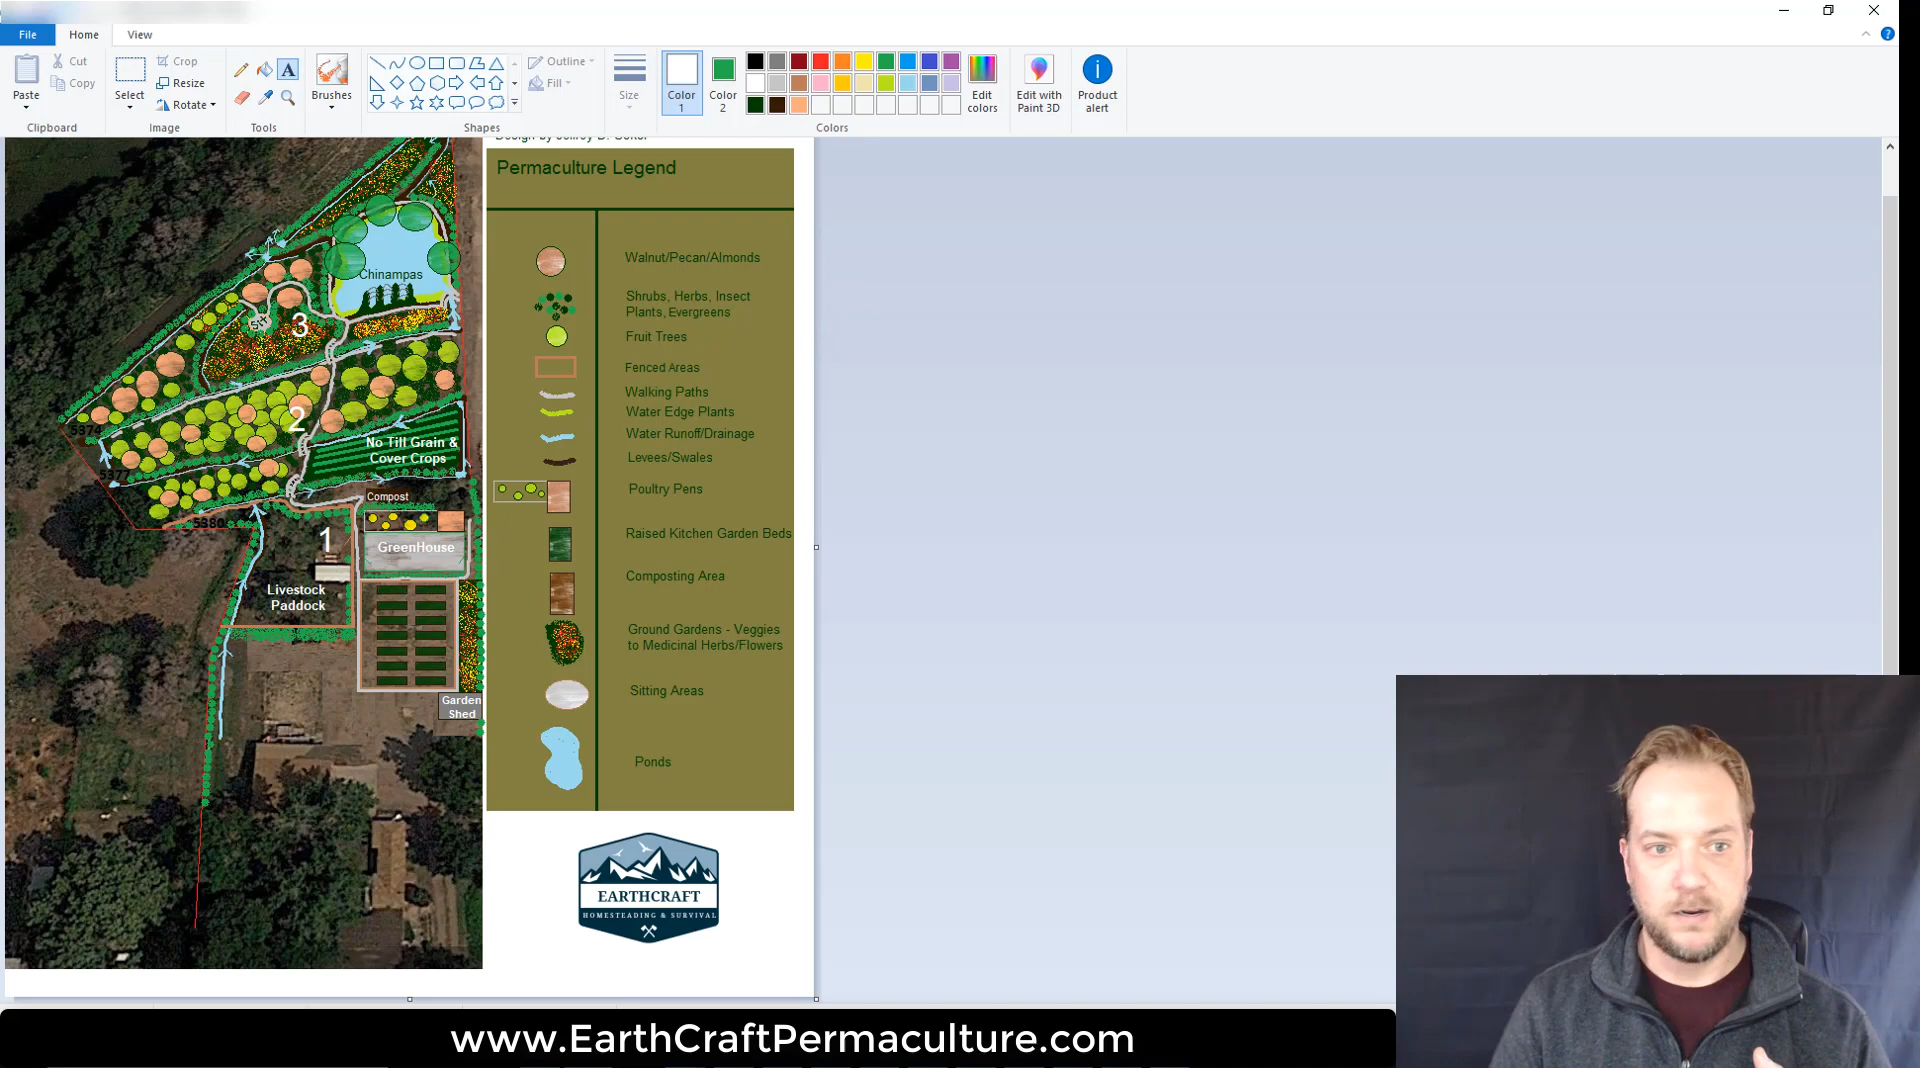 File
Home
View
Paste
Cut
Copy
Clipboard
Select
Crop
Resize
Rotate
Image
A
Tools
Brushes
Shapes
Outline
Fill
Size
Color
1
Color
2
Colors
Edit
colors
Edit with
Paint 3D
Product
alert
Permaculture Legend
Walnut/Pecan/Almonds
Shrubs, Herbs, Insect
Plants, Evergreens
Fruit Trees
Fenced Areas
Walking Paths
Water Edge Plants
Water Runoff/Drainage
Levees/Swales
Poultry Pens
Raised Kitchen Garden Beds
Composting Area
Ground Gardens - Veggies
to Medicinal Herbs/Flowers
Sitting Areas
Ponds
Chinampas
Sit
3
5374
2
No Till Grain &
Cover Crops
Compost
5380
1
GreenHouse
Livestock
Paddock
Garden
Shed
EARTHCRAFT
HOMESTEADING & SURVIVAL
www.EarthCraftPermaculture.com